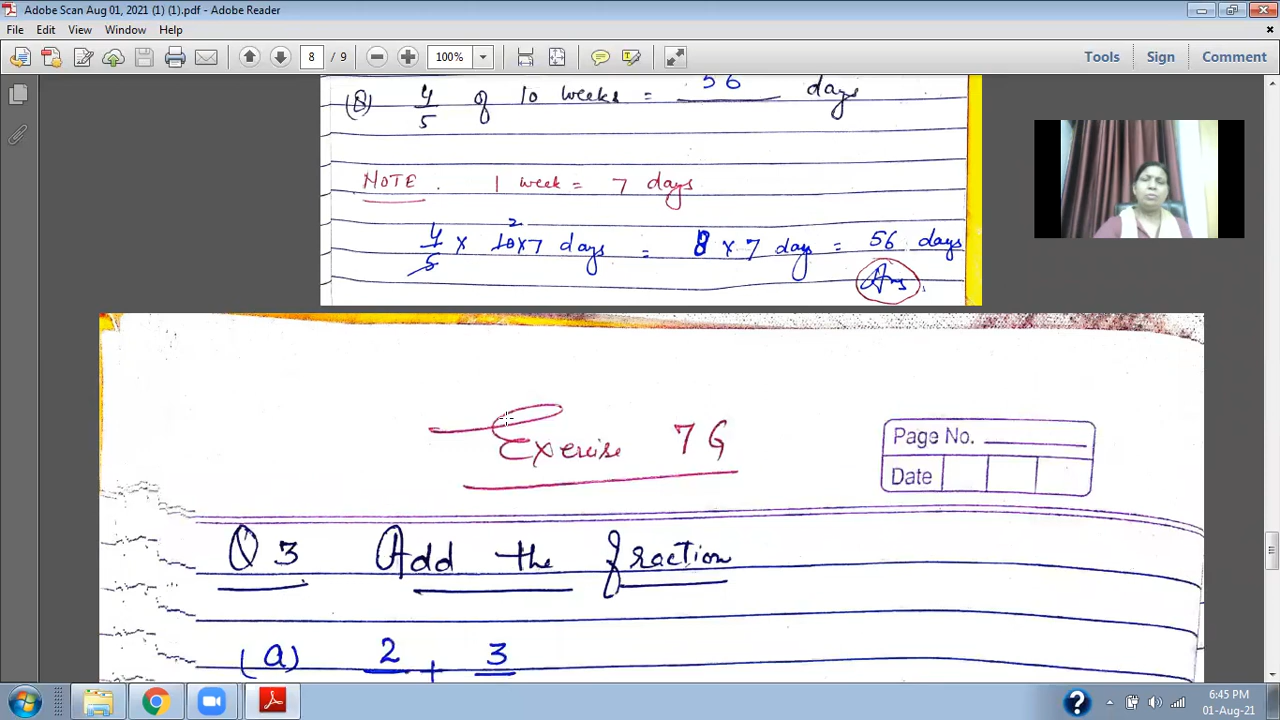 Adobe Scan Aug 01, 2021 (1) (1).pdf - Adobe Reader
File Edit View Window Help
8 / 9 100% Tools Sign Comment
(8) 4/5 of 10 weeks = 56 days
NOTE. 1 week = 7 days
4/5 × 10 × 7 days = 8 × 7 days = 56 days
2
Ans.
Exercise 7G
Page No.
Date
Q 3 Add the fraction
(a) 2 + 3
6:45 PM
01-Aug-21